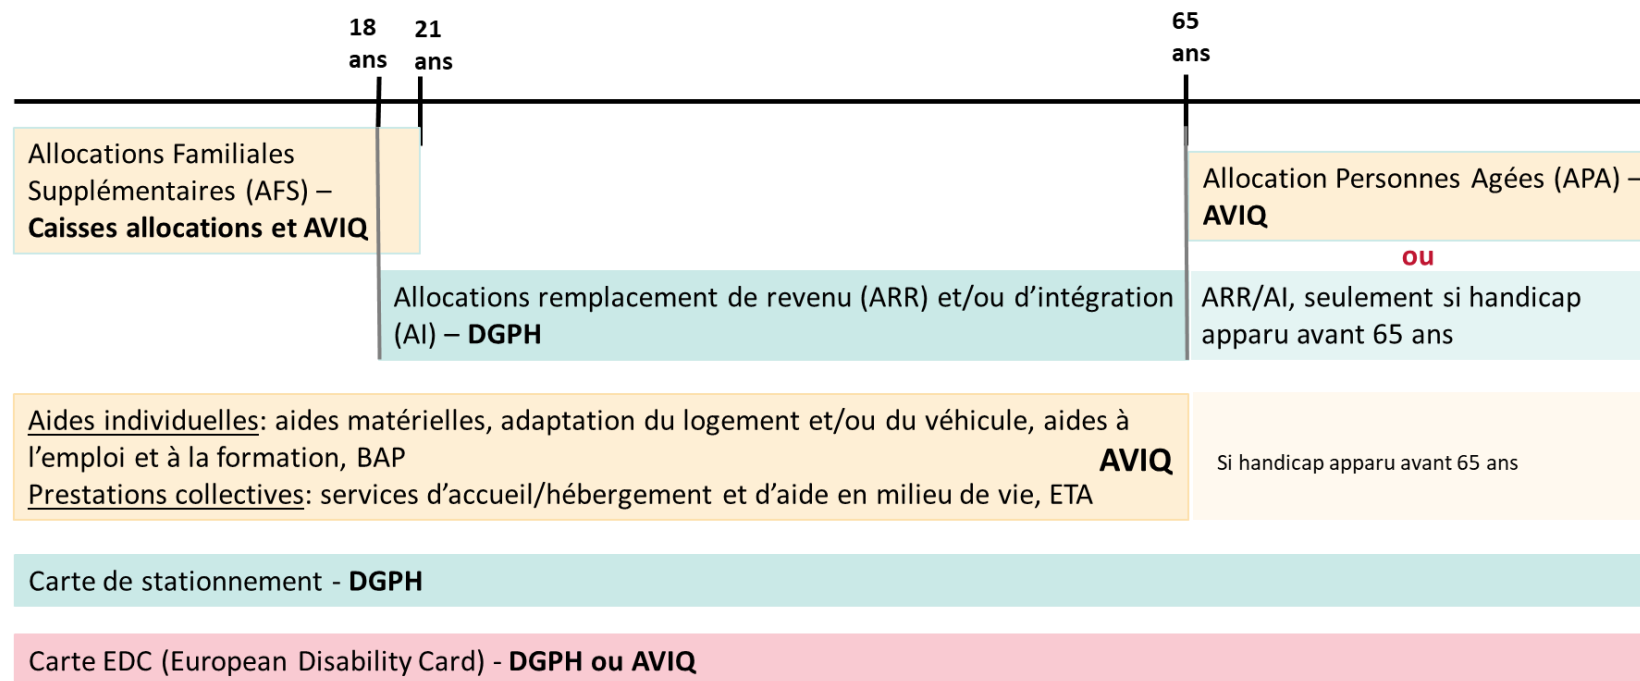 18
ans
21
ans
65
ans
Allocations Familiales
Supplémentaires (AFS) –
Caisses allocations et AVIQ
Allocation Personnes Agées (APA) –
AVIQ
ou
Allocations remplacement de revenu (ARR) et/ou d’intégration
(AI) – DGPH
ARR/AI, seulement si handicap
apparu avant 65 ans
Aides individuelles: aides matérielles, adaptation du logement et/ou du véhicule, aides à
l’emploi et à la formation, BAP
AVIQ
Prestations collectives: services d’accueil/hébergement et d’aide en milieu de vie, ETA
Si handicap apparu avant 65 ans
Carte de stationnement - DGPH
Carte EDC (European Disability Card) - DGPH ou AVIQ